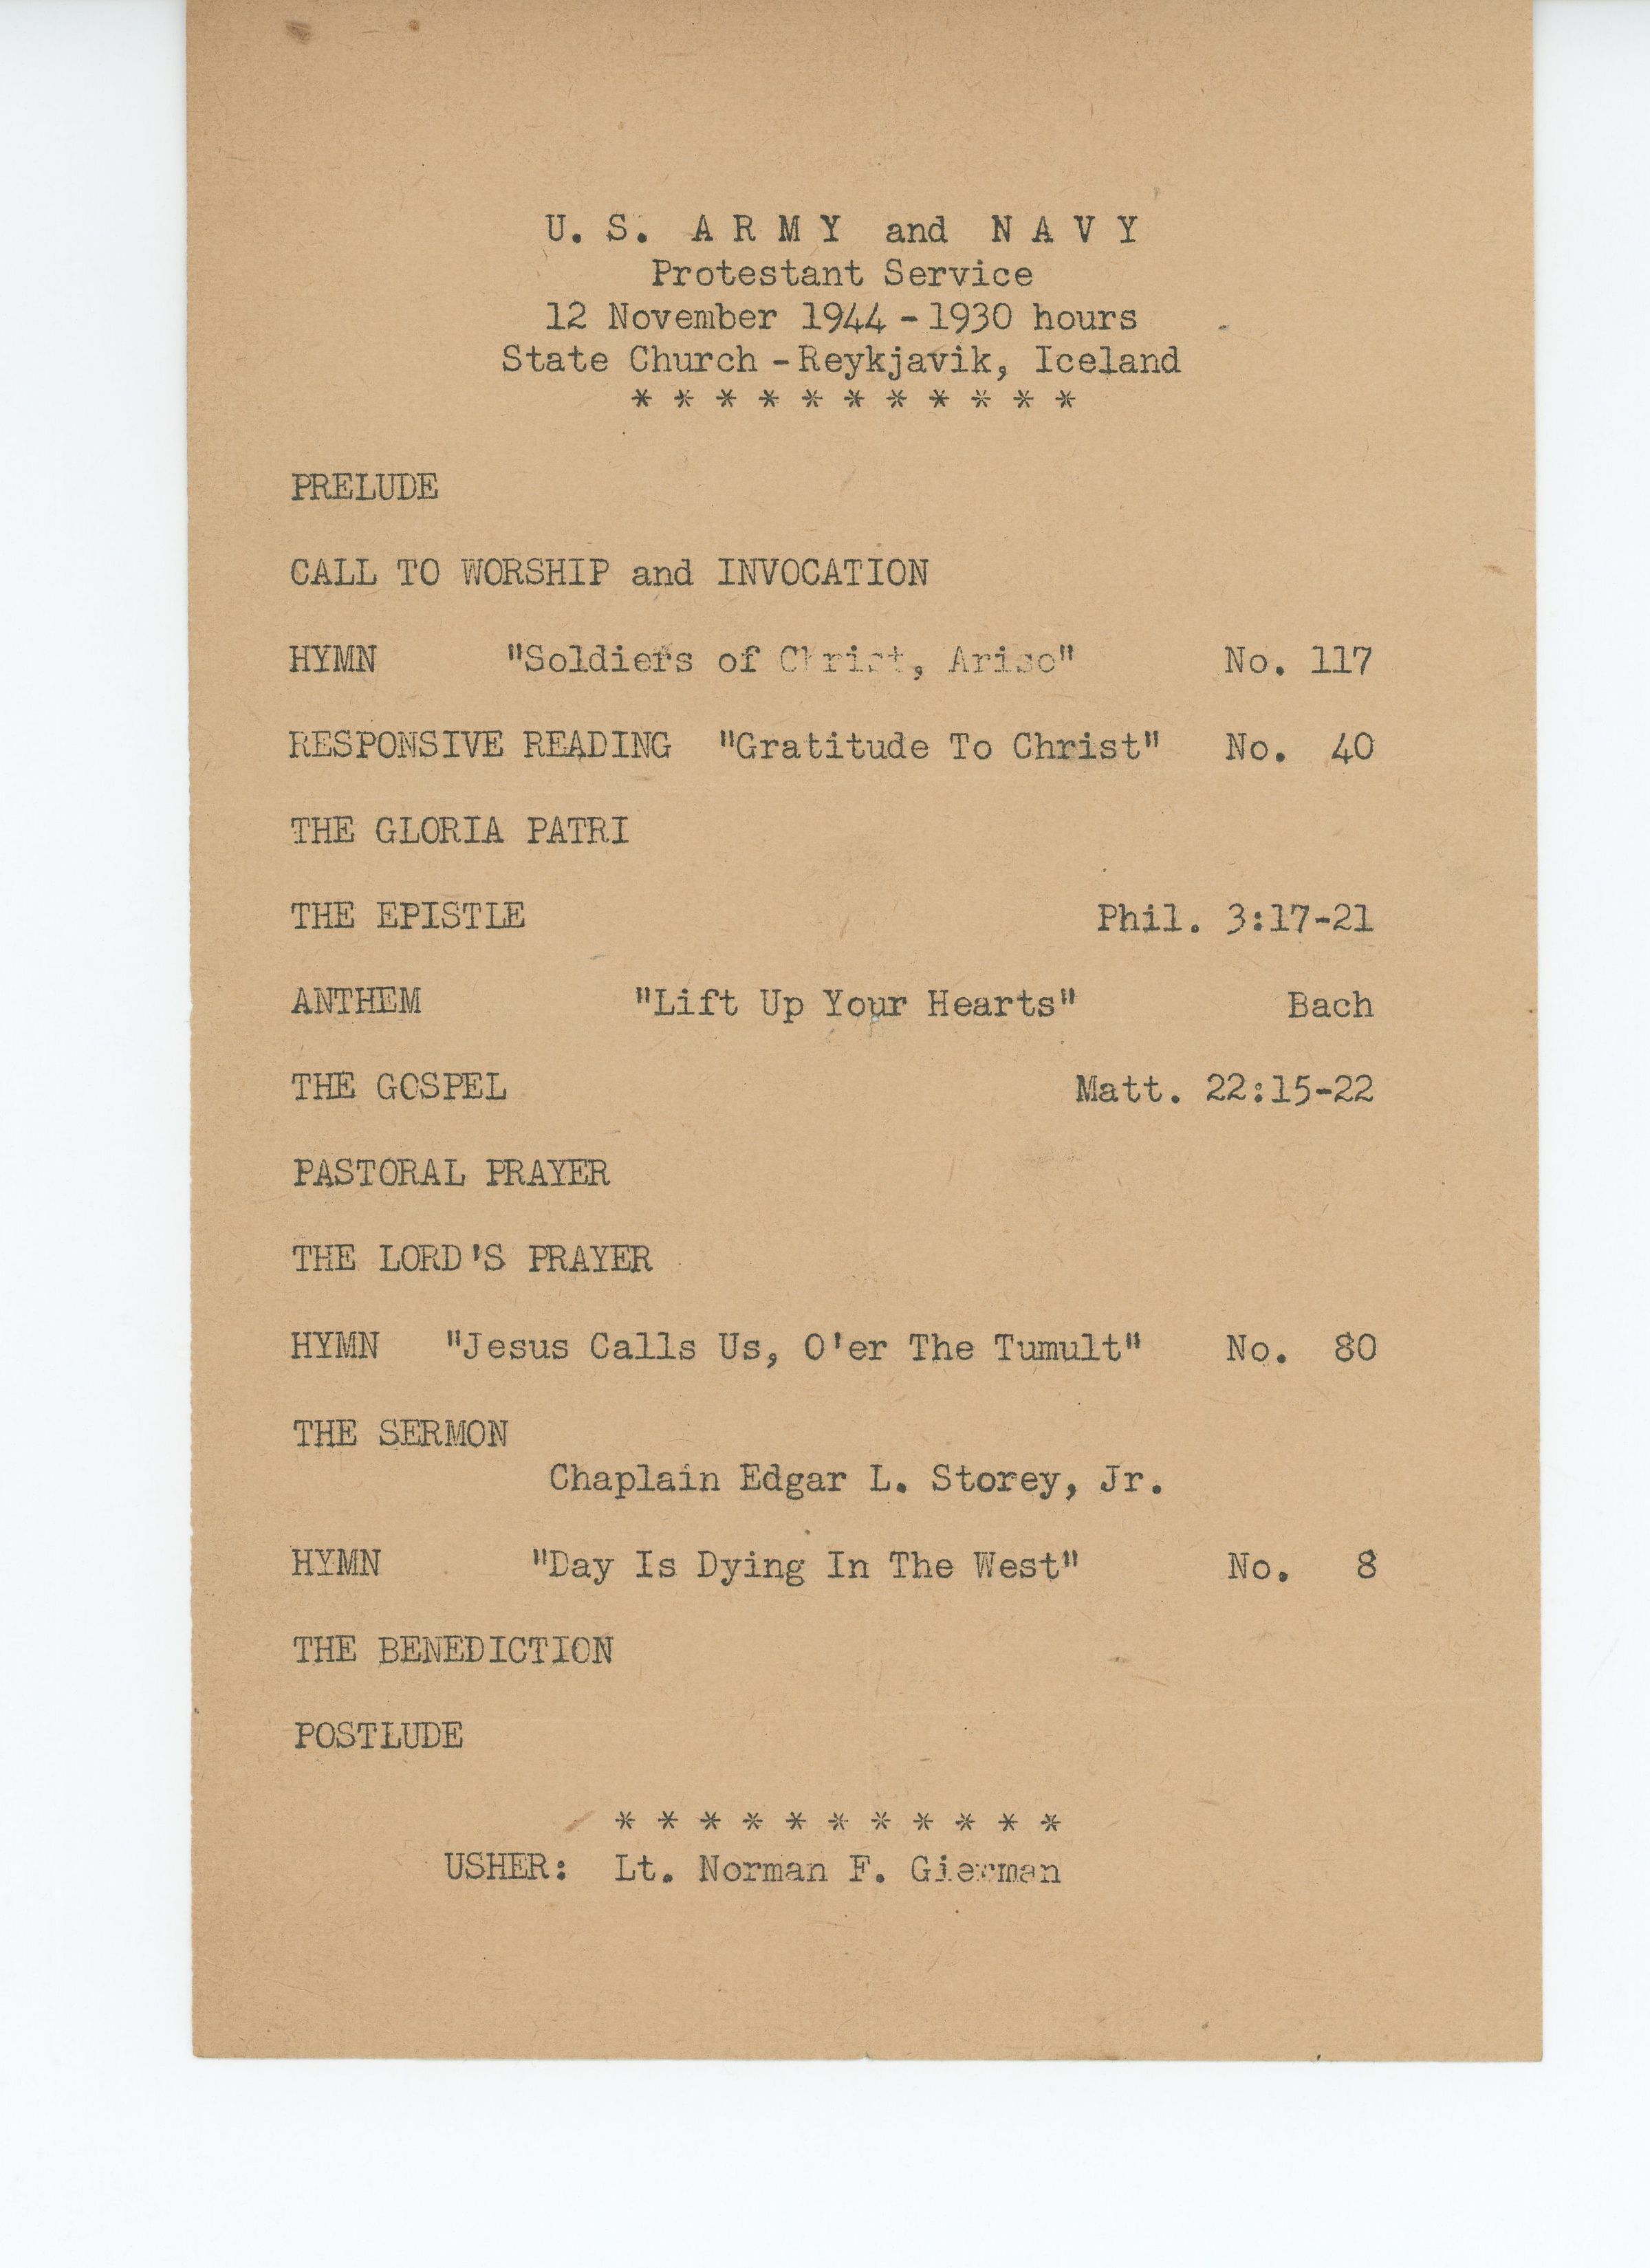 U. S. A R M Y and N A V Y
Protestant Service
12 November 1944 - 1930 hours
State Church - Reykjavik, Iceland
* * * * * * * * * * *
PRELUDE
CALL TO WORSHIP and INVOCATION
HYMN "Soldiers of Christ, Arise" No. 117
RESPONSIVE READING "Gratitude To Christ" No. 40
THE GLORIA PATRI
THE EPISTLE Phil. 3:17-21
ANTHEM "Lift Up Your Hearts" Bach
THE GOSPEL Matt. 22:15-22
PASTORAL PRAYER
THE LORD'S PRAYER
HYMN "Jesus Calls Us, O'er The Tumult" No. 80
THE SERMON
Chaplain Edgar L. Storey, Jr.
HYMN "Day Is Dying In The West" No. 8
THE BENEDICTION
POSTLUDE
* * * * * * * * * * *
USHER: Lt. Norman F. Gierman